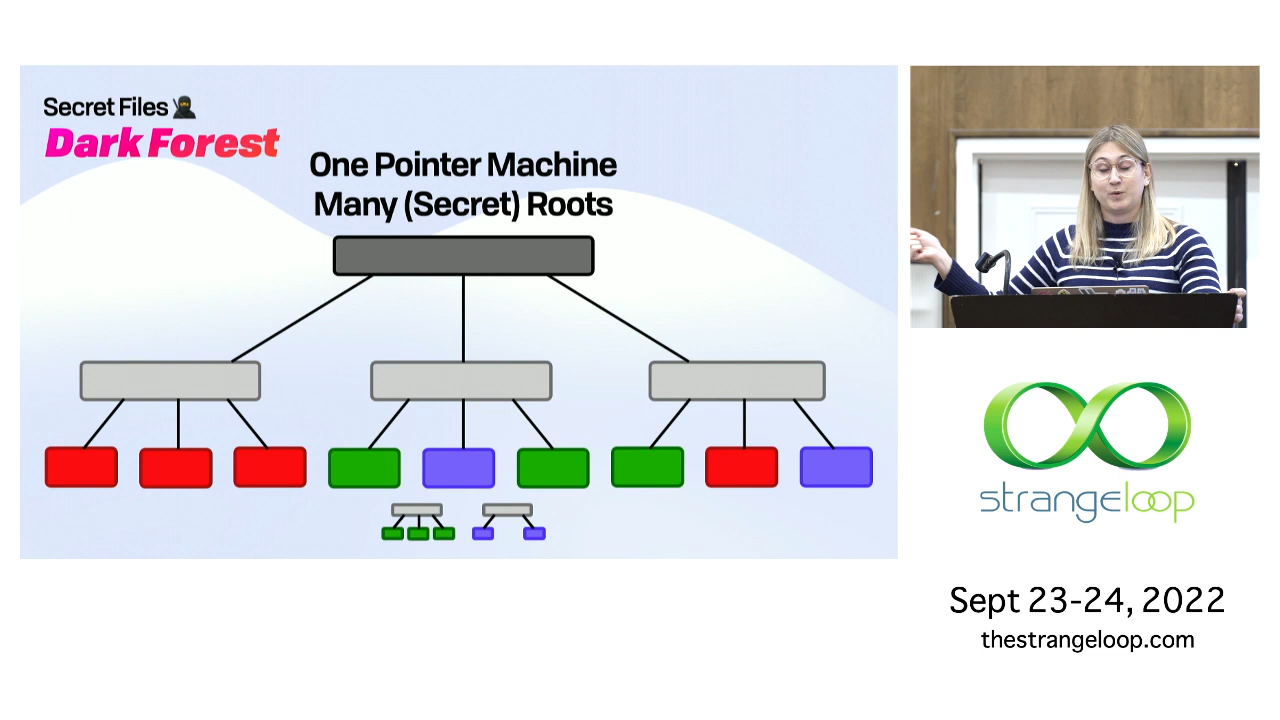 Secret Files
Dark Forest
One Pointer Machine
Many (Secret) Roots
strangeloop
Sept 23-24, 2022
thestrangeloop.com